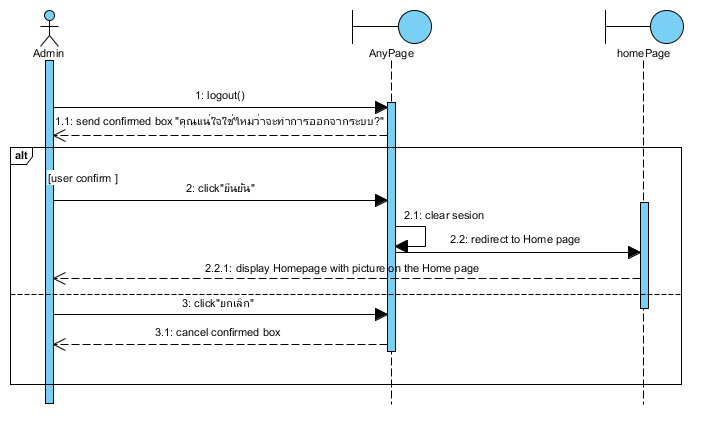 Admin
AnyPage
homePage
1: logout()
1.1: send confirmed box "คุณแน่ใจใช่ไหมว่าจะทำการออกจากระบบ?"
alt
[user confirm ]
2: click"ยืนยัน"
2.1: clear sesion
2.2: redirect to Home page
2.2.1: display Homepage with picture on the Home page
3: click"ยกเลิก"
3.1: cancel confirmed box